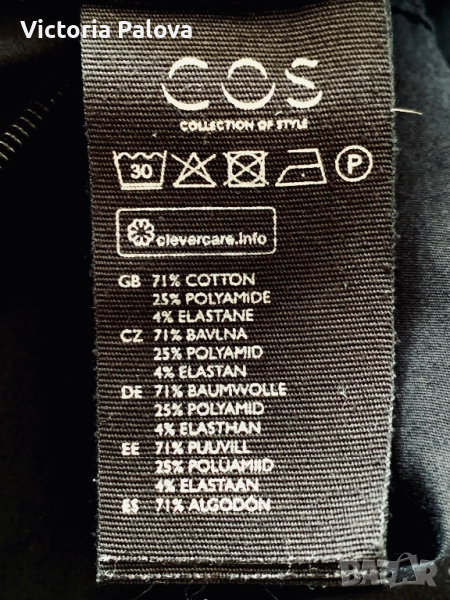 Victoria Palova
COS
COLLECTION OF STYLE
30 P
clevercare.info
GB 71% COTTON
25% POLYAMIDE
4% ELASTANE
CZ 71% BAVLNA
25% POLYAMID
4% ELASTAN
DE 71% BAUMWOLLE
25% POLYAMID
4% ELASTHAN
EE 71% PUUVILL
25% POLÜAMIID
4% ELASTAAN
ES 71% ALGODÓN
BAZAR